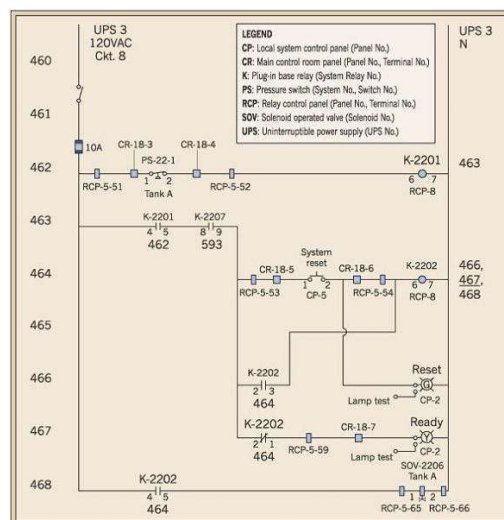 UPS 3
120VAC
Ckt. 8
UPS 3
N
LEGEND
CP: Local system control panel (Panel No.)
CR: Main control room panel (Panel No., Terminal No.)
K: Plug-in base relay (System Relay No.)
PS: Pressure switch (System No., Switch No.)
RCP: Relay control panel (Panel No., Terminal No.)
SOV: Solenoid operated valve (Solenoid No.)
UPS: Uninterruptible power supply (UPS No.)
460
461
10A
462
RCP-5-51
CR-18-3
PS-22-1
1 2
Tank A
CR-18-4
RCP-5-52
K-2201
6 7
RCP-8
463
463
K-2201
4 5
462
K-2207
8 9
593
464
RCP-5-53
CR-18-5
System
reset
1 2
CP-5
CR-18-6
RCP-5-54
K-2202
6 7
RCP-8
466,
467,
468
465
466
K-2202
2 3
464
Reset
G
CP-2
Lamp test
467
K-2202
2 1
464
RCP-5-59
CR-18-7
Ready
Y
CP-2
Lamp test
468
K-2202
4 5
464
SOV-2206
Tank A
1 2
RCP-5-65
RCP-5-66